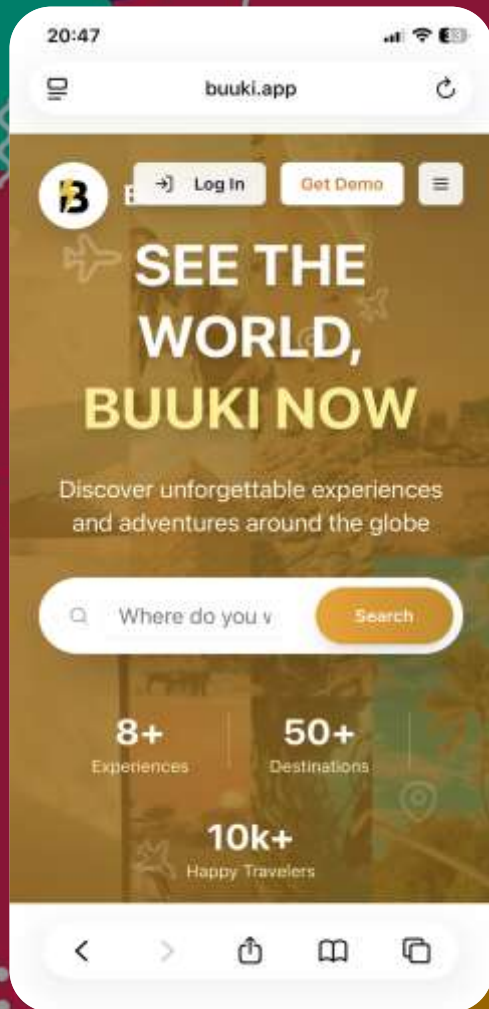 20:47
buuki.app
B
Log In
Get Demo
SEE THE
WORLD,
BUUKI NOW
Discover unforgettable experiences
and adventures around the globe
Where do you
Search
8+
50+
Experiences
Destinations
10k+
Happy Travelers